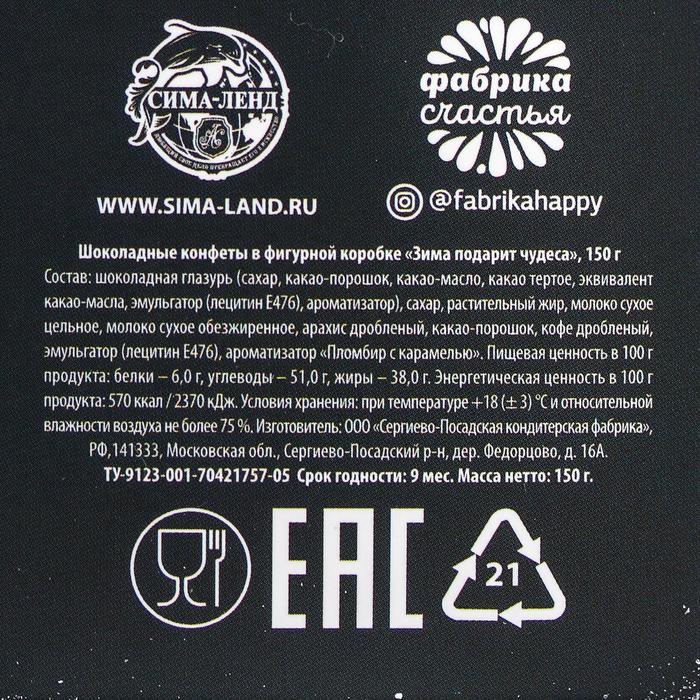 СИМА-ЛЕНД
WWW.SIMA-LAND.RU
фабрика
счастья
@fabrikahappy
Шоколадные конфеты в фигурной коробке «Зима подарит чудеса», 150 г
Состав: шоколадная глазурь (сахар, какао-порошок, какао-масло, какао тертое, эквивалент
какао-масла, эмульгатор (лецитин Е476), ароматизатор), сахар, растительный жир, молоко сухое
цельное, молоко сухое обезжиренное, арахис дробленый, какао-порошок, кофе дробленый,
эмульгатор (лецитин Е476), ароматизатор «Пломбир с карамелью». Пищевая ценность в 100 г
продукта: белки – 6,0 г, углеводы – 51,0 г, жиры – 38,0 г. Энергетическая ценность в 100 г
продукта: 570 ккал / 2370 кДж. Условия хранения: при температуре +18 (± 3) °С и относительной
влажности воздуха не более 75 %. Изготовитель: ООО «Сергиево-Посадская кондитерская фабрика»,
РФ,141333, Московская обл., Сергиево-Посадский р-н, дер. Федорцово, д. 16А.
ТУ-9123-001-70421757-05 Срок годности: 9 мес. Масса нетто: 150 г.
ЕАС
21